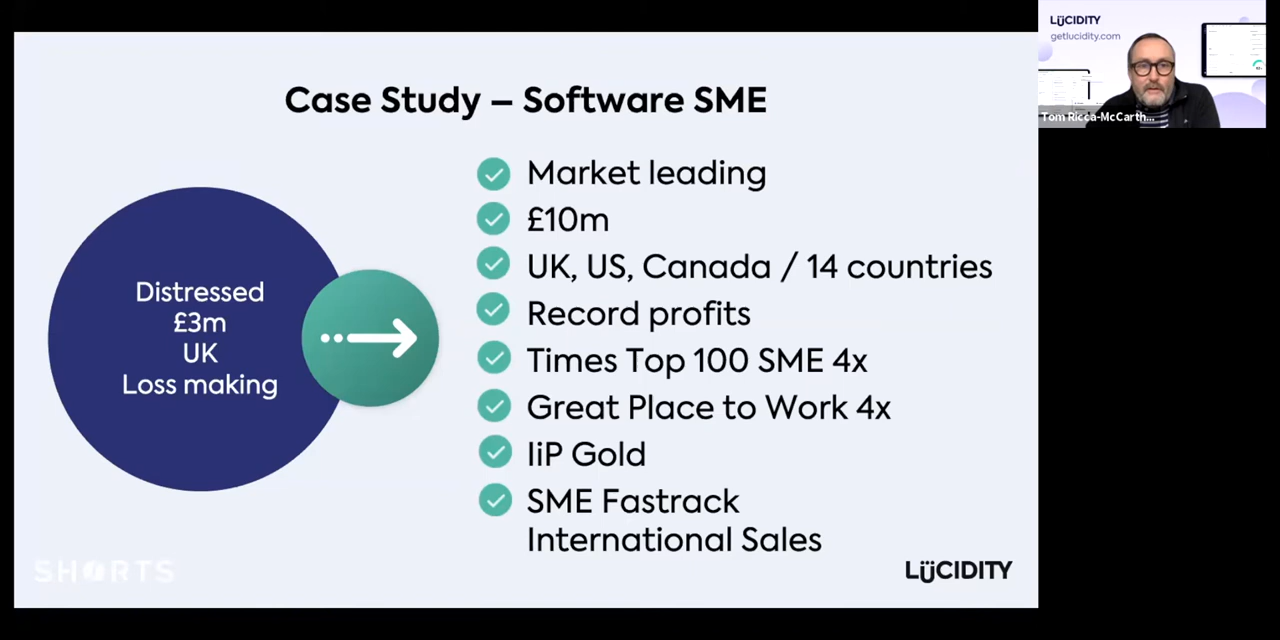 Case Study – Software SME
Distressed
£3m
UK
Loss making
Market leading
£10m
UK, US, Canada / 14 countries
Record profits
Times Top 100 SME 4x
Great Place to Work 4x
IiP Gold
SME Fastrack
International Sales
SHORTS
LÜCIDITY
LÜCIDITY
getlucidity.com
Tom Ricca-McCarth...